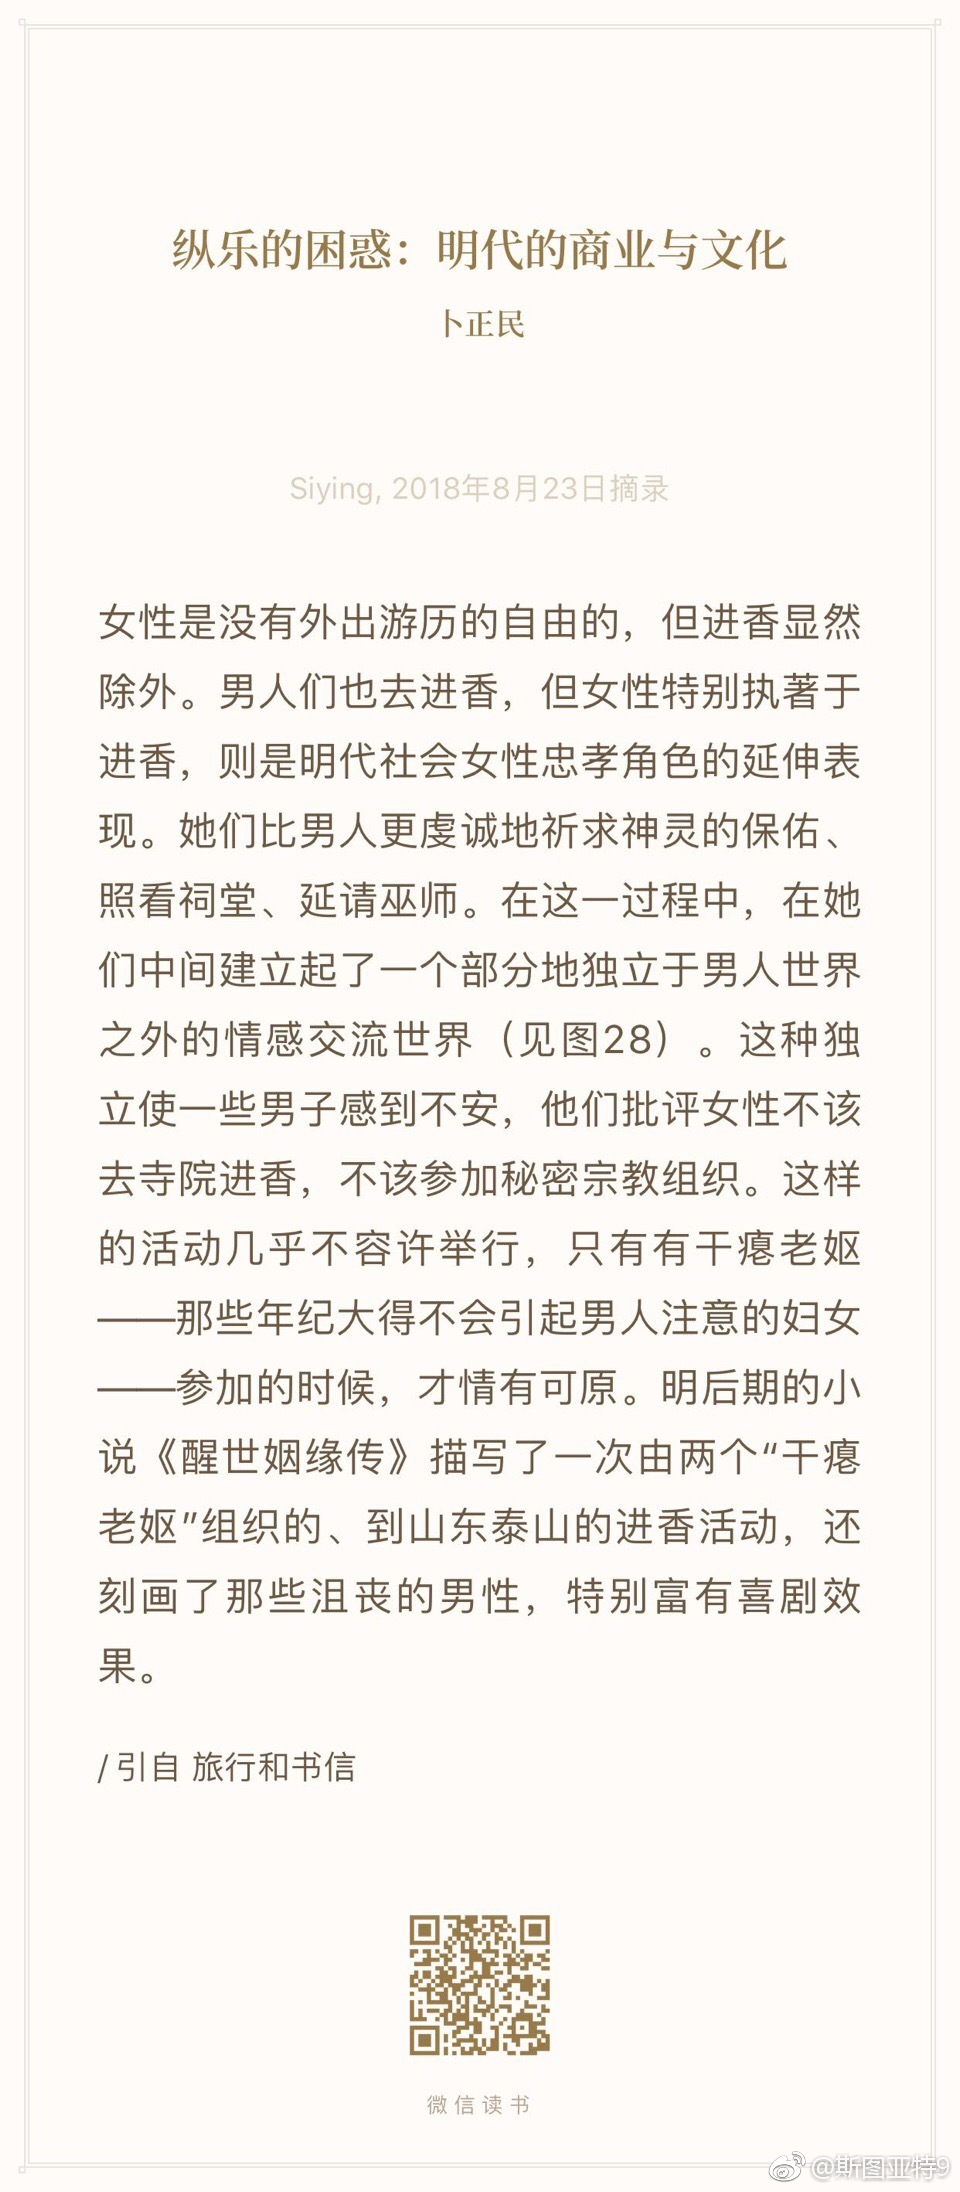 纵乐的困惑：明代的商业与文化
卜正民
Siying, 2018年8月23日摘录
女性是没有外出游历的自由的，但进香显然
除外。男人们也去进香，但女性特别执著于
进香，则是明代社会女性忠孝角色的延伸表
现。她们比男人更虔诚地祈求神灵的保佑、
照看祠堂、延请巫师。在这一过程中，在她
们中间建立起了一个部分地独立于男人世界
之外的情感交流世界（见图28）。这种独
立使一些男子感到不安，他们批评女性不该
去寺院进香，不该参加秘密宗教组织。这样
的活动几乎不容许举行，只有有干瘪老妪
——那些年纪大得不会引起男人注意的妇女
——参加的时候，才情有可原。明后期的小
说《醒世姻缘传》描写了一次由两个“干瘪
老妪”组织的、到山东泰山的进香活动，还
刻画了那些沮丧的男性，特别富有喜剧效
果。
/ 引自 旅行和书信
微信读书
@斯图亚特9